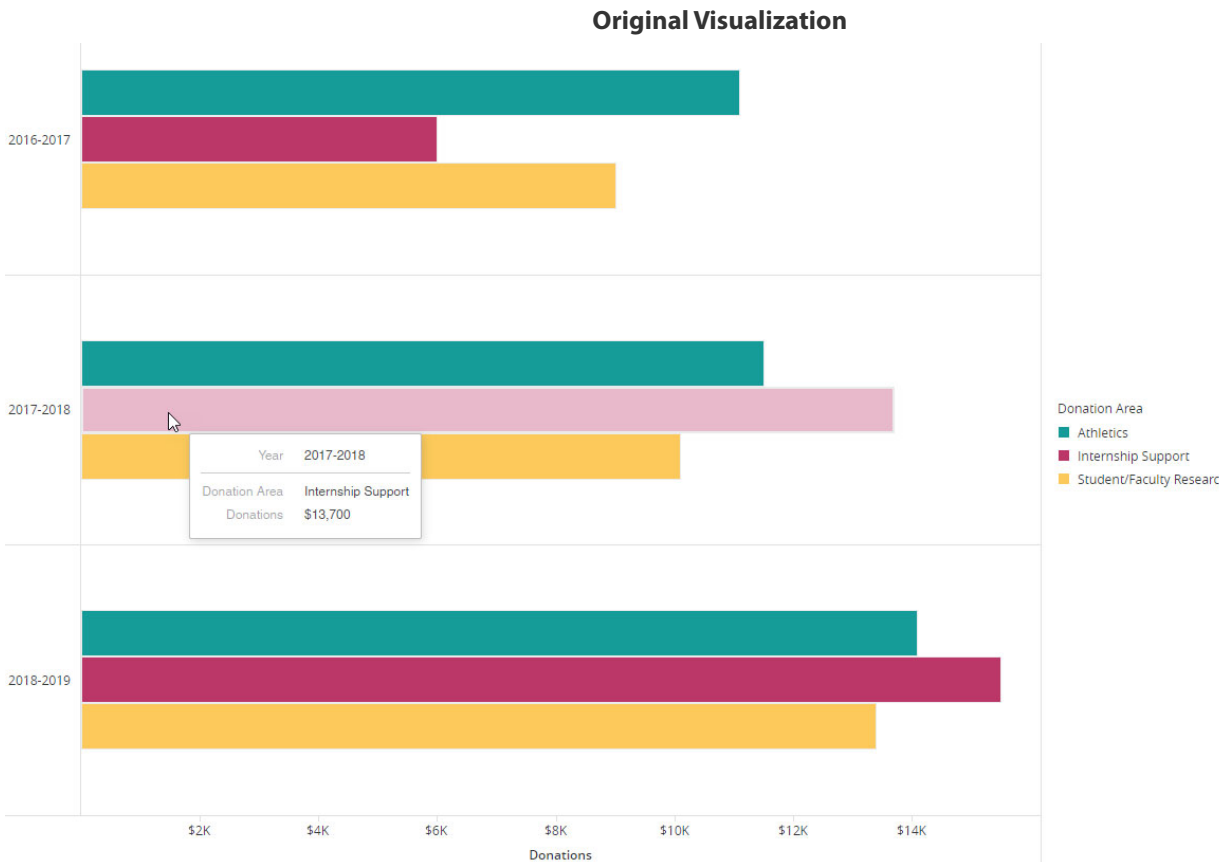 Original Visualization
2016-2017
2017-2018
Year 2017-2018
Donation Area Internship Support
Donations $13,700
2018-2019
$2K $4K $6K $8K $10K $12K $14K
Donations
Donation Area
Athletics
Internship Support
Student/Faculty Researc